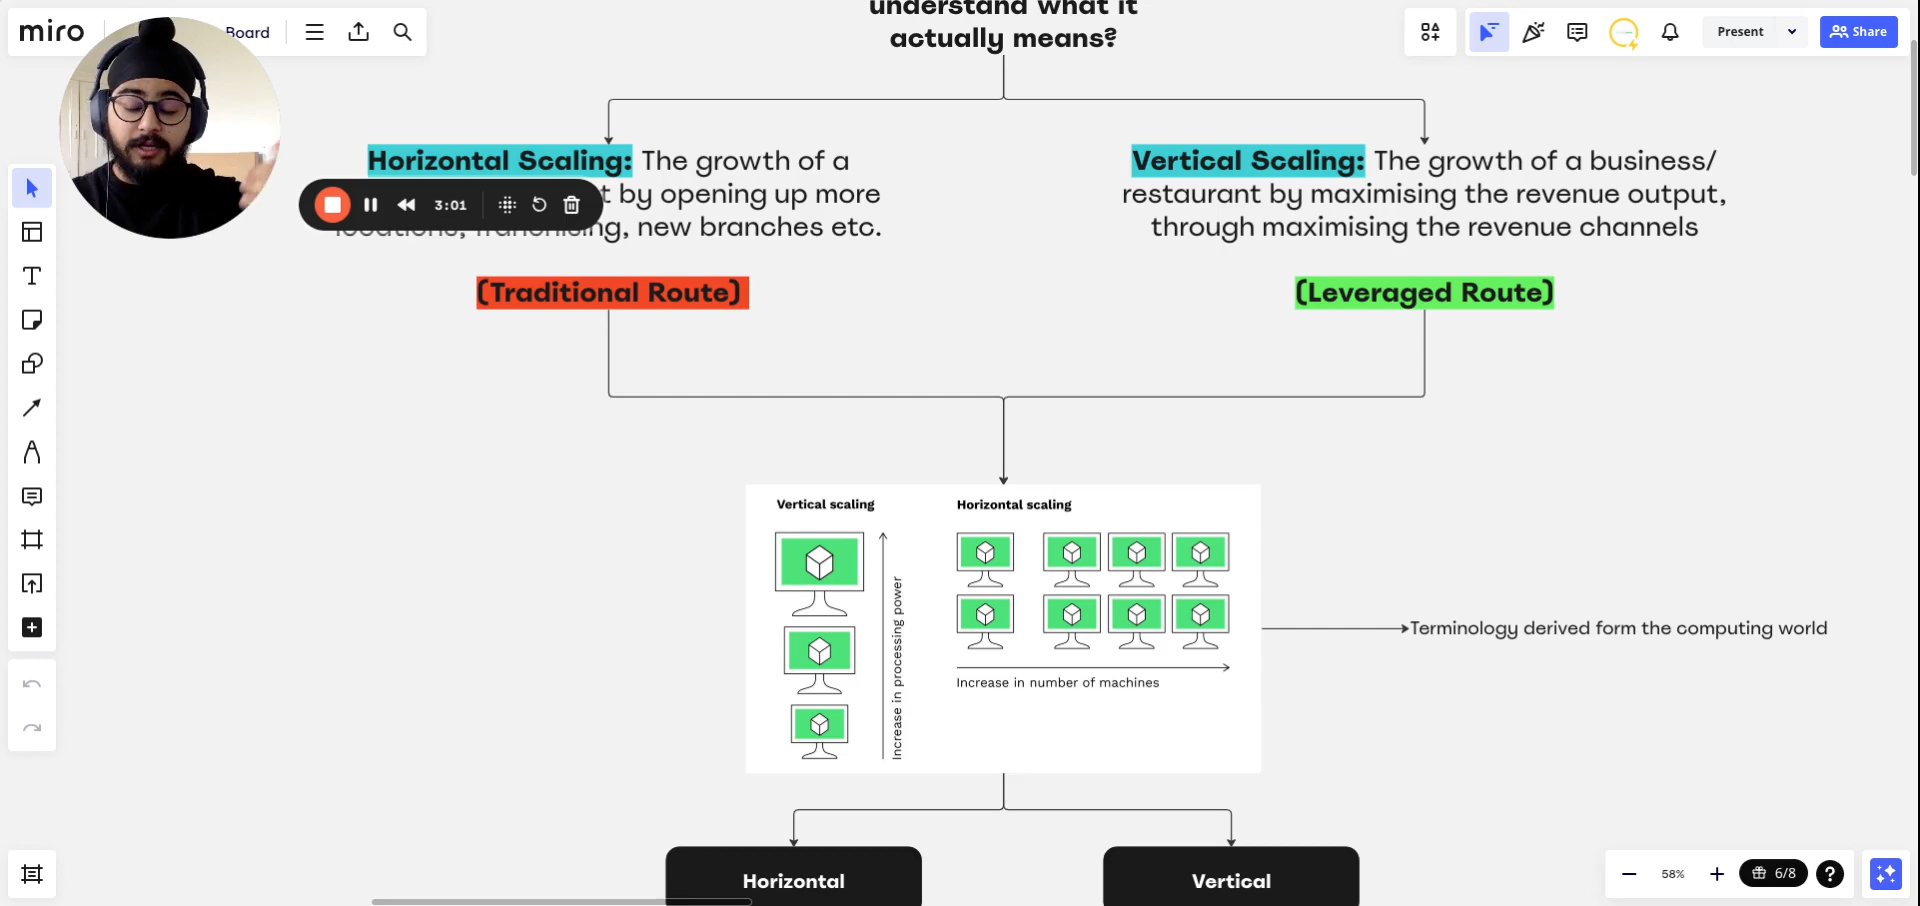 miro
Board
understand what it
actually means?
Present
Share
Horizontal Scaling: The growth of a
t by opening up more
locations, franchising, new branches etc.
3:01
(Traditional Route)
Vertical Scaling: The growth of a business/
restaurant by maximising the revenue output,
through maximising the revenue channels
(Leveraged Route)
Vertical scaling
Increase in processing power
Horizontal scaling
Increase in number of machines
Terminology derived form the computing world
Horizontal
Vertical
58%
6/8
?